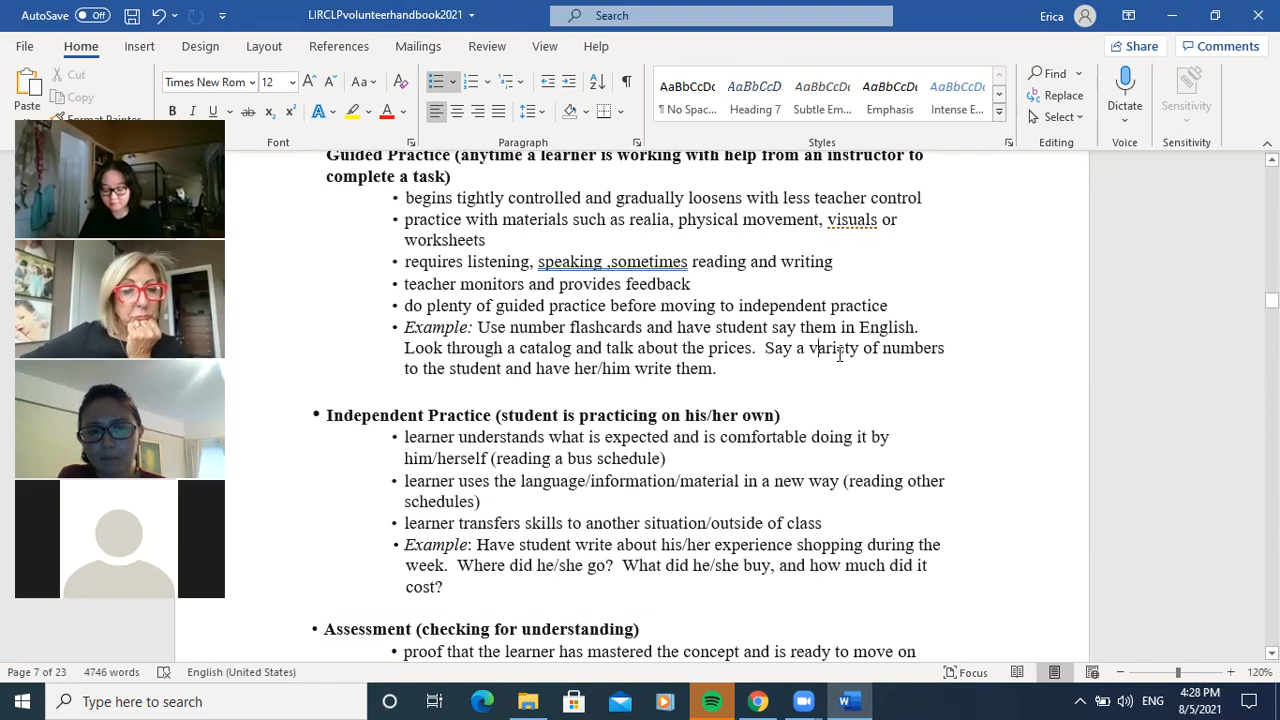 AutoSave Off LIRCLPvolunteerhandbook2021 Search Erica
File Home Insert Design Layout References Mailings Review View Help Share Comments
Paste Cut Copy Format Painter
Times New Rom 12 Aa
B I U ab x₂ x² A A
AaBbCcDc AaBbCcD AaBbCcDc AaBbCcDc AaBbCcDc
¶ No Spac... Heading 7 Subtle Em... Emphasis Intense E...
Find Replace Select
Dictate Sensitivity
Font Paragraph Styles Editing Voice Sensitivity
Guided Practice (anytime a learner is working with help from an instructor to
complete a task)
• begins tightly controlled and gradually loosens with less teacher control
• practice with materials such as realia, physical movement, visuals or
worksheets
• requires listening, speaking ,sometimes reading and writing
• teacher monitors and provides feedback
• do plenty of guided practice before moving to independent practice
• Example: Use number flashcards and have student say them in English.
Look through a catalog and talk about the prices. Say a variety of numbers
to the student and have her/him write them.
• Independent Practice (student is practicing on his/her own)
• learner understands what is expected and is comfortable doing it by
him/herself (reading a bus schedule)
• learner uses the language/information/material in a new way (reading other
schedules)
• learner transfers skills to another situation/outside of class
• Example: Have student write about his/her experience shopping during the
week. Where did he/she go? What did he/she buy, and how much did it
cost?
• Assessment (checking for understanding)
• proof that the learner has mastered the concept and is ready to move on
Page 7 of 23 4746 words English (United States) Focus 120%
Type here to search ENG 4:28 PM
8/5/2021